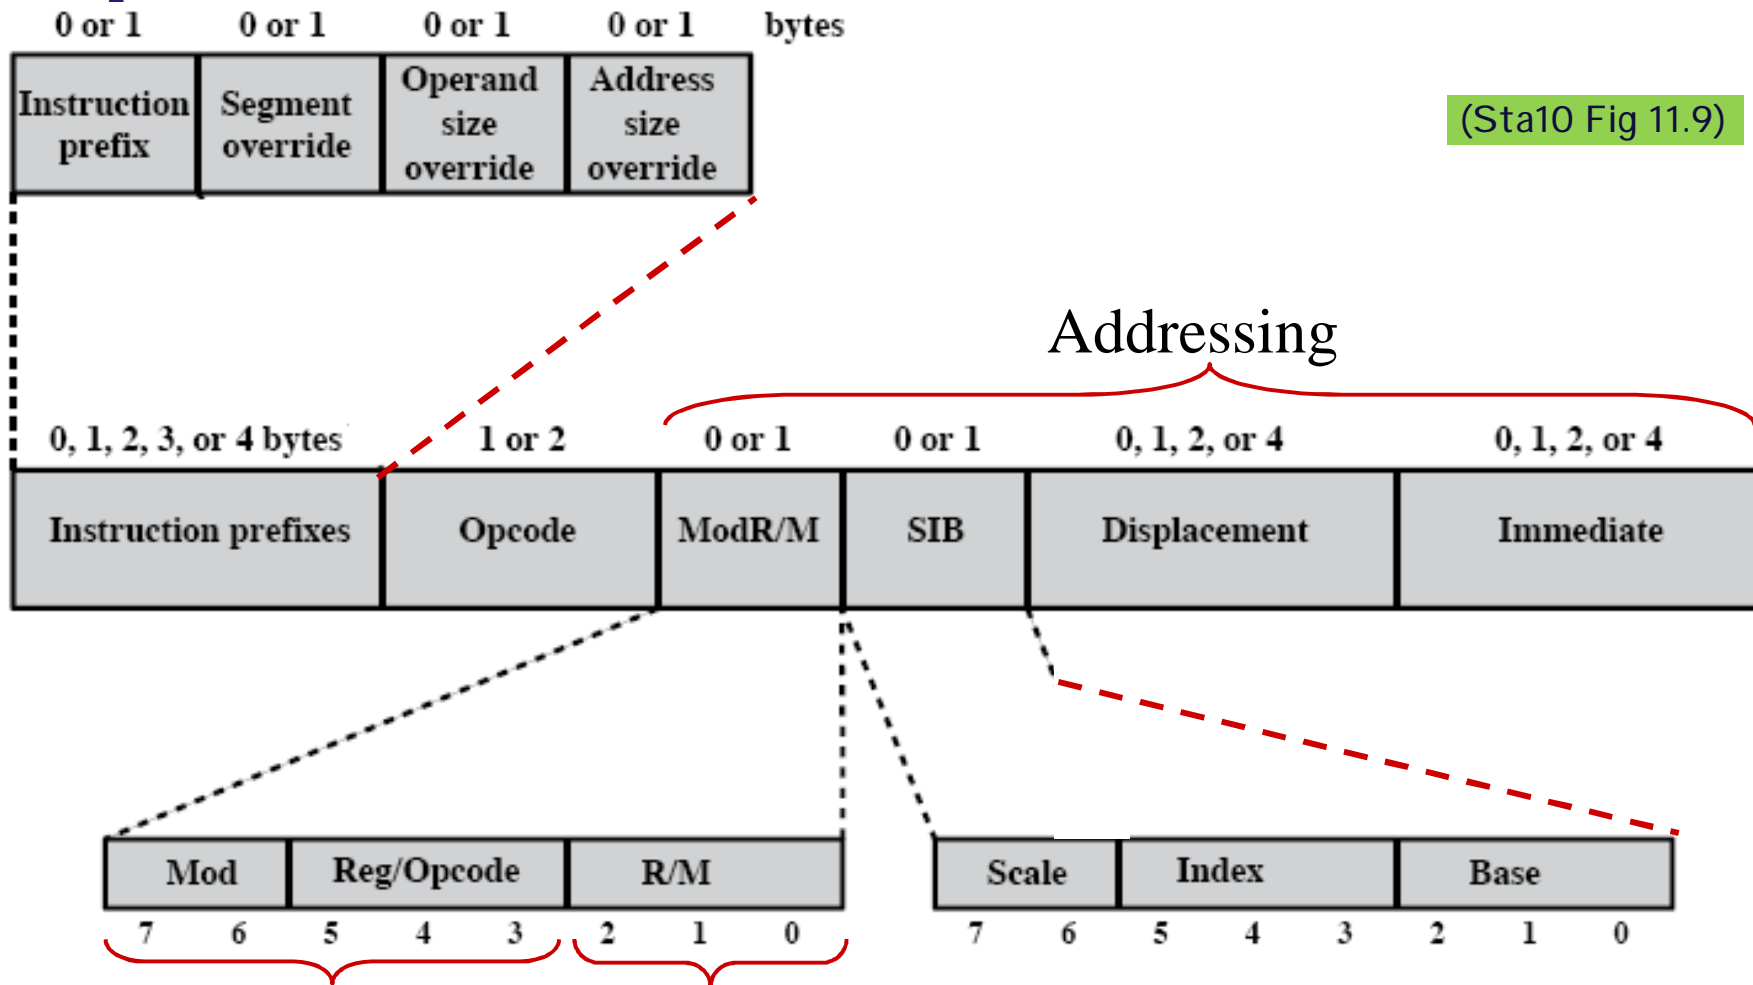 0 or 1 0 or 1 0 or 1 0 or 1 bytes
Instruction prefix
Segment override
Operand size override
Address size override
(Sta10 Fig 11.9)
Addressing
0, 1, 2, 3, or 4 bytes 1 or 2 0 or 1 0 or 1 0, 1, 2, or 4 0, 1, 2, or 4
Instruction prefixes Opcode ModR/M SIB Displacement Immediate
Mod Reg/Opcode R/M Scale Index Base
7 6 5 4 3 2 1 0 7 6 5 4 3 2 1 0